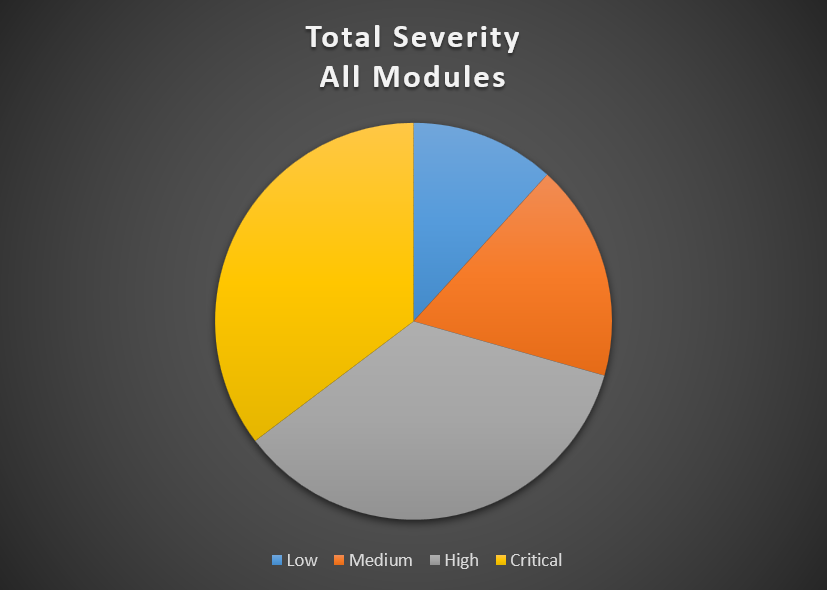 Total Severity
All Modules
Low Medium High Critical